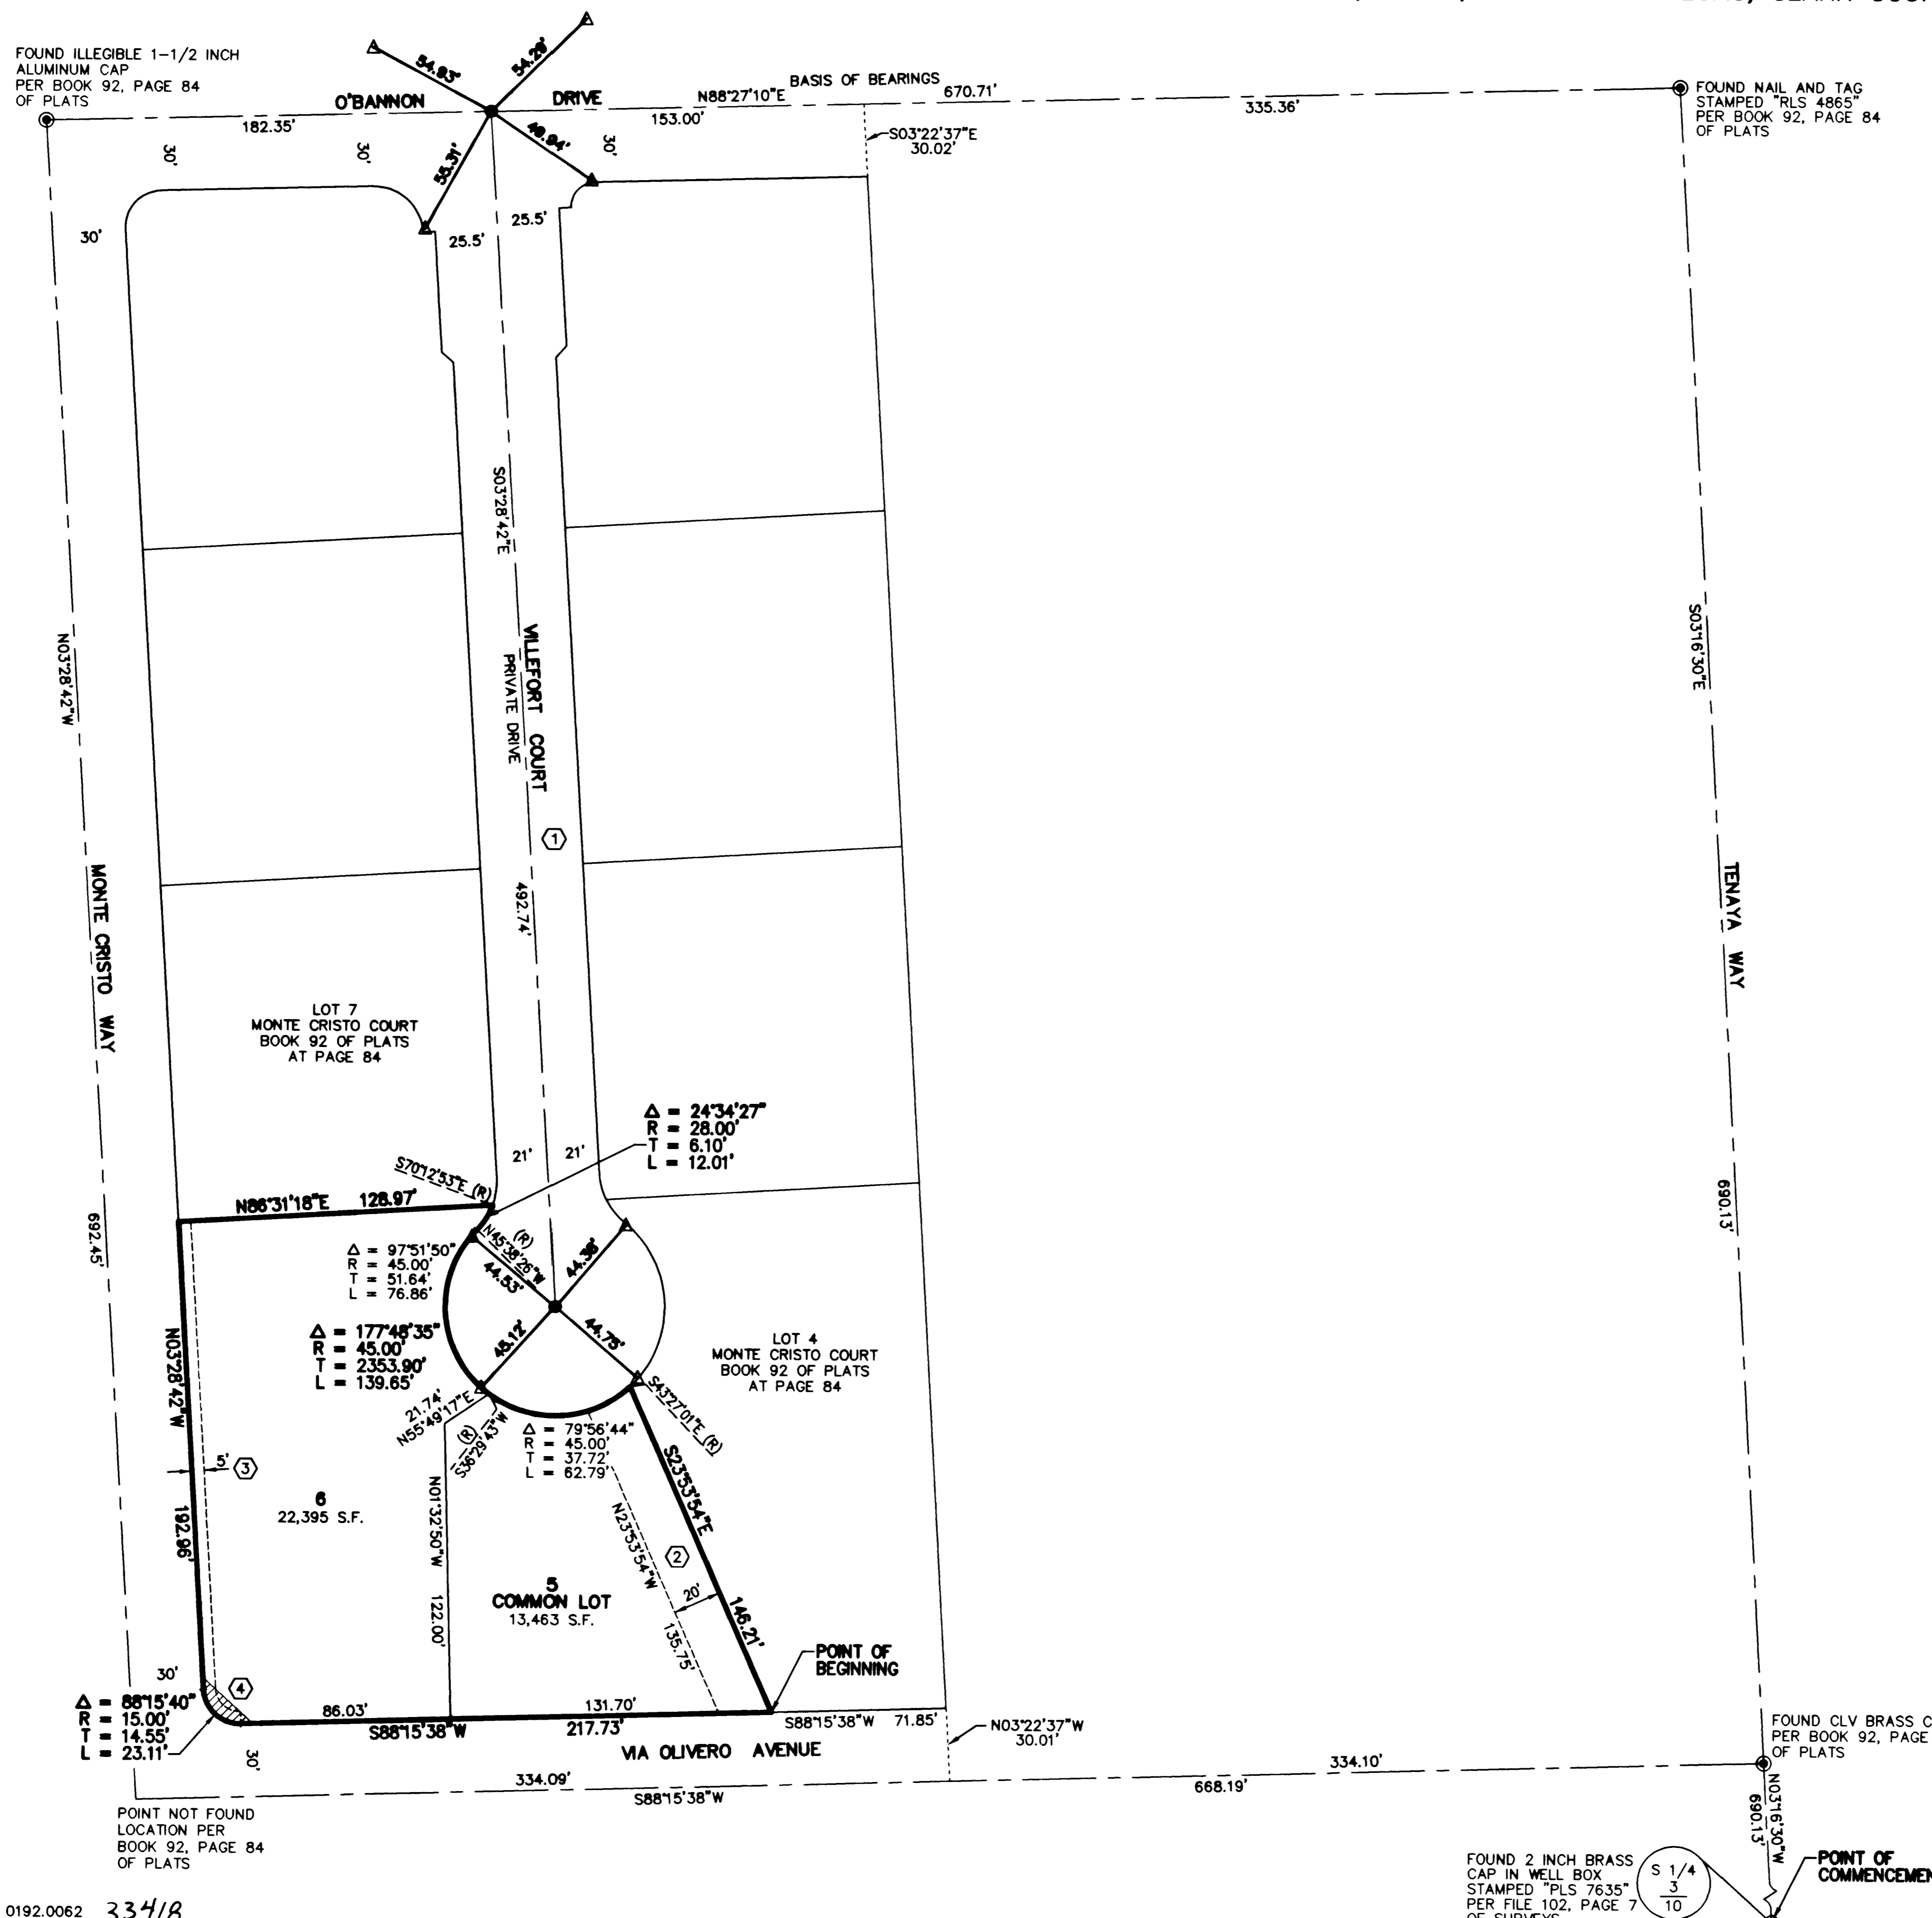 FOUND ILLEGIBLE 1-1/2 INCH
ALUMINUM CAP
PER BOOK 92, PAGE 84
OF PLATS
54.93'
54.29'
O'BANNON DRIVE
BASIS OF BEARINGS
N88°27'10"E
670.71'
182.35'
153.00'
335.36'
FOUND NAIL AND TAG
STAMPED "RLS 4865"
PER BOOK 92, PAGE 84
OF PLATS
S03°22'37"E
30.02'
30'
30'
30'
55.31'
49.94'
30'
25.5'
25.5'
S03°28'42"E
N03°28'42"W
S03°16'30"E
VILLEFORT COURT
PRIVATE DRIVE
1
492.74'
MONTE CRISTO WAY
TENAYA WAY
LOT 7
MONTE CRISTO COURT
BOOK 92 OF PLATS
AT PAGE 84
Δ = 24°34'27"
R = 28.00'
T = 6.10'
L = 12.01'
21'
21'
S70°12'53"E (R)
N86°31'18"E 128.97'
692.45'
690.13'
N45°38'26"W
(R)
44.53'
44.36'
Δ = 97°51'50"
R = 45.00'
T = 51.64'
L = 76.86'
Δ = 177°48'35"
R = 45.00'
T = 2353.90'
L = 139.65'
45.12'
44.75'
LOT 4
MONTE CRISTO COURT
BOOK 92 OF PLATS
AT PAGE 84
21.74'
N55°49'17"E
(R)
S36°29'43"W
S43°27'01"E (R)
Δ = 79°56'44"
R = 45.00'
T = 37.72'
L = 62.79'
N03°28'42"W
192.96'
5'
3
6
22,395 S.F.
N01°32'50"W
122.00'
S23°53'54"E
146.21'
N23°53'54"W
135.75'
2
20'
5
COMMON LOT
13,463 S.F.
POINT OF
BEGINNING
30'
4
Δ = 88°15'40"
R = 15.00'
T = 14.55'
L = 23.11'
30'
86.03'
131.70'
S88°15'38"W
217.73'
S88°15'38"W 71.85'
VIA OLIVERO AVENUE
N03°22'37"W
30.01'
334.09'
S88°15'38"W
334.10'
668.19'
FOUND CLV BRASS C
PER BOOK 92, PAGE
OF PLATS
N03°16'30"W
690.13'
POINT NOT FOUND
LOCATION PER
BOOK 92, PAGE 84
OF PLATS
FOUND 2 INCH BRASS
CAP IN WELL BOX
STAMPED "PLS 7635"
PER FILE 102, PAGE 7
OF SURVEYS
S 1/4
3
10
POINT OF
COMMENCEMEN
0192.0062 33418